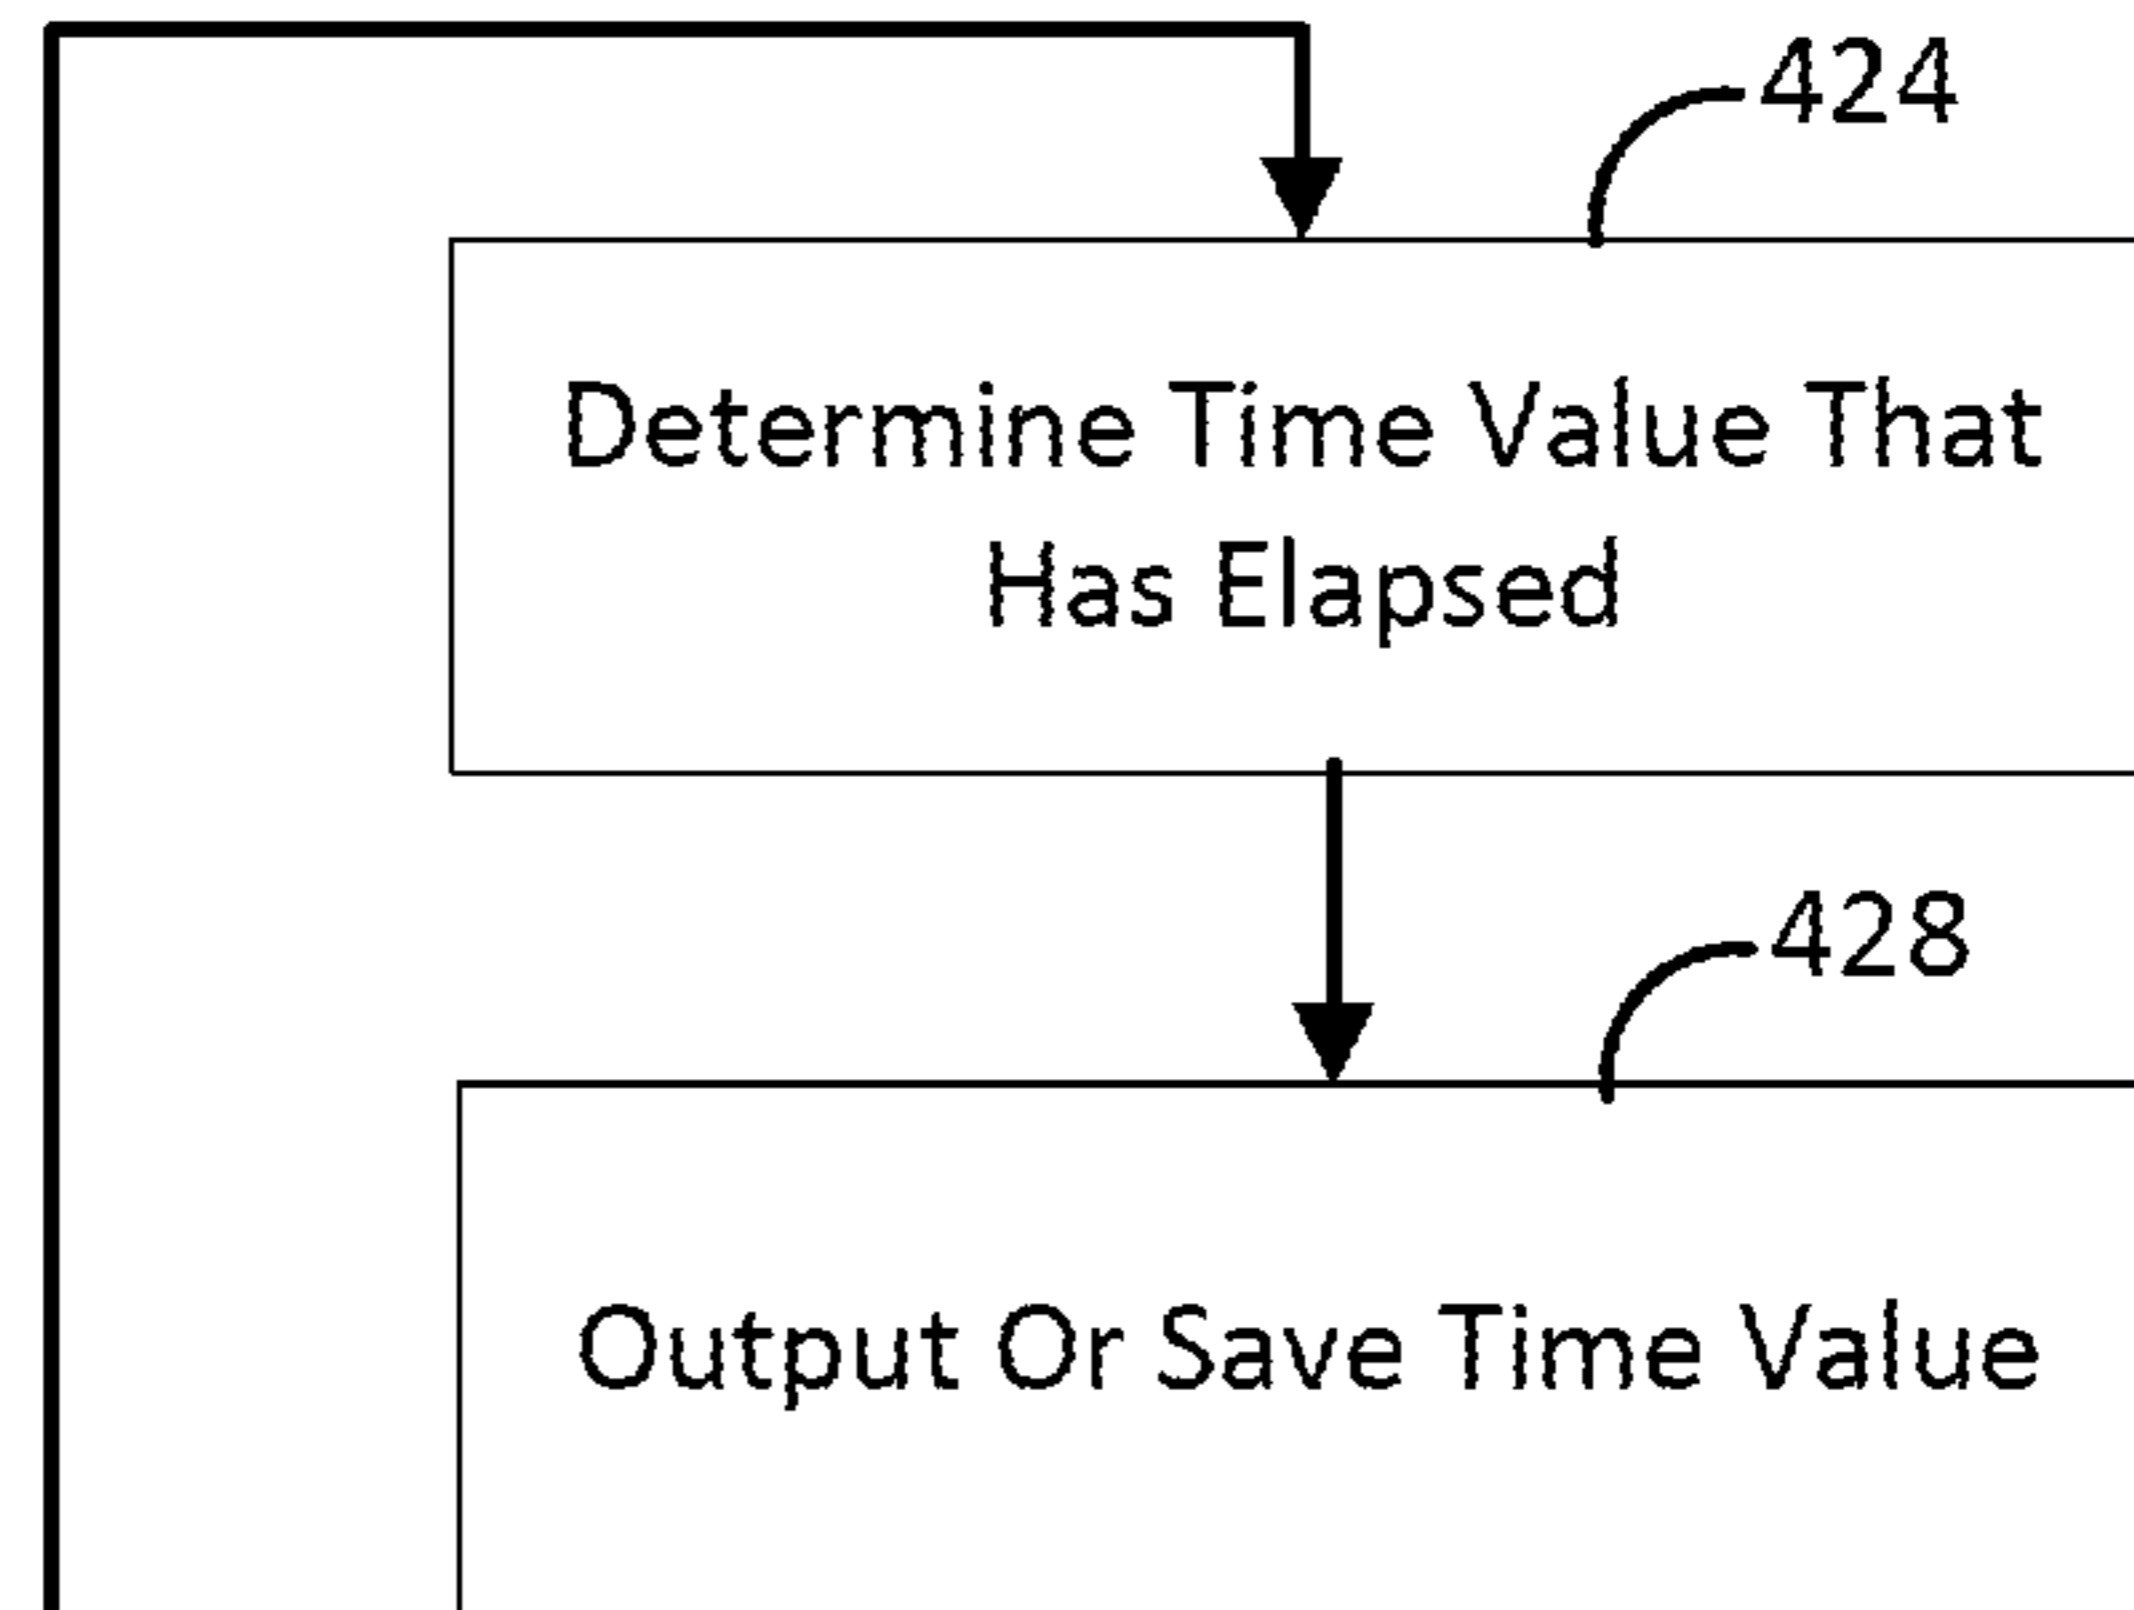 424
Determine Time Value That
Has Elapsed
428
Output Or Save Time Value